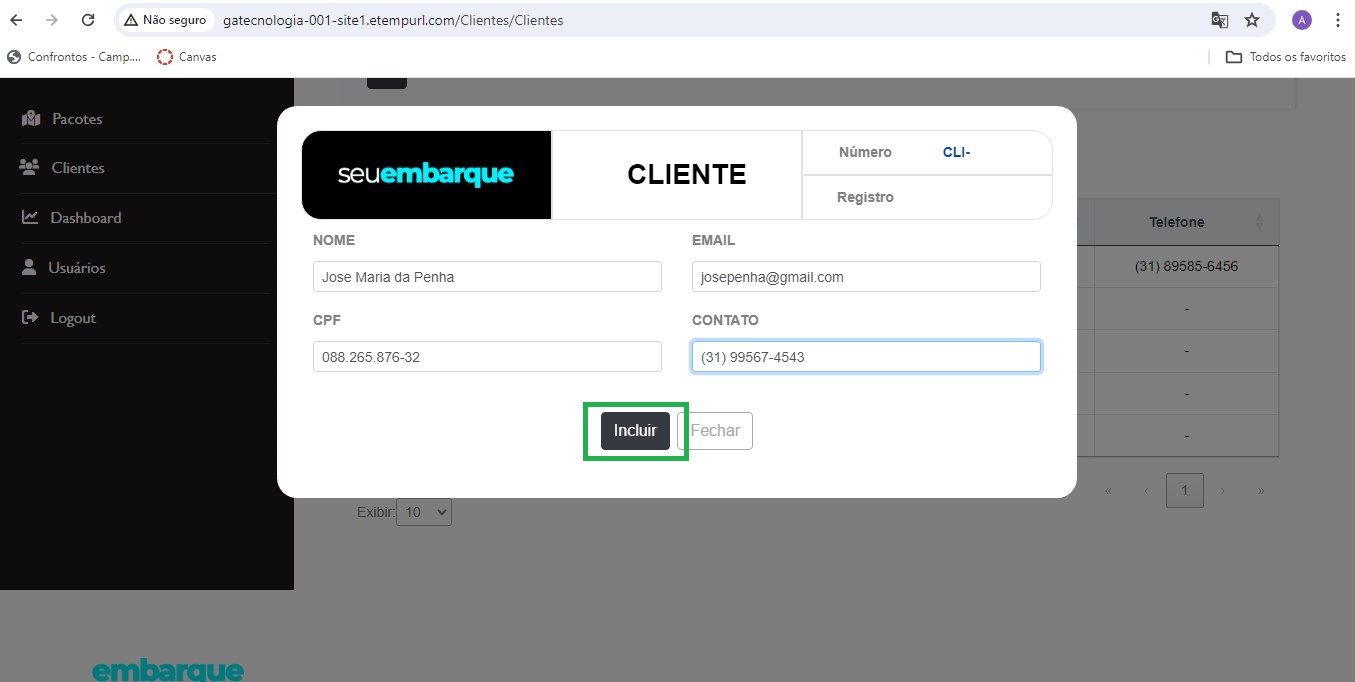 Não seguro gatecnologia-001-site1.etempurl.com/Clientes/Clientes A
Confrontos - Camp.... Canvas Todos os favoritos
Pacotes
Clientes
Dashboard
Usuários
Logout
seuembarque
CLIENTE
Número CLI-
Registro
NOME EMAIL
Jose Maria da Penha josepenha@gmail.com
CPF CONTATO
088.265.876-32 (31) 99567-4543
Incluir Fechar
Telefone
(31) 89585-6456
-
-
-
-
« ‹ 1 › »
Exibir: 10
embarque